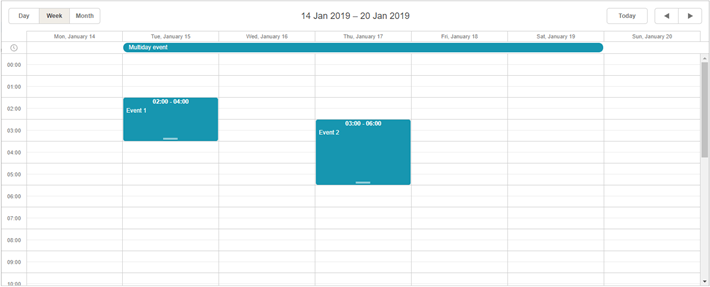 Day Week Month 14 Jan 2019 – 20 Jan 2019 Today
Mon, January 14 Tue, January 15 Wed, January 16 Thu, January 17 Fri, January 18 Sat, January 19 Sun, January 20
Multiday event
00:00
01:00
02:00 02:00 - 04:00
Event 1
03:00 03:00 - 06:00
Event 2
04:00
05:00
06:00
07:00
08:00
09:00
10:00